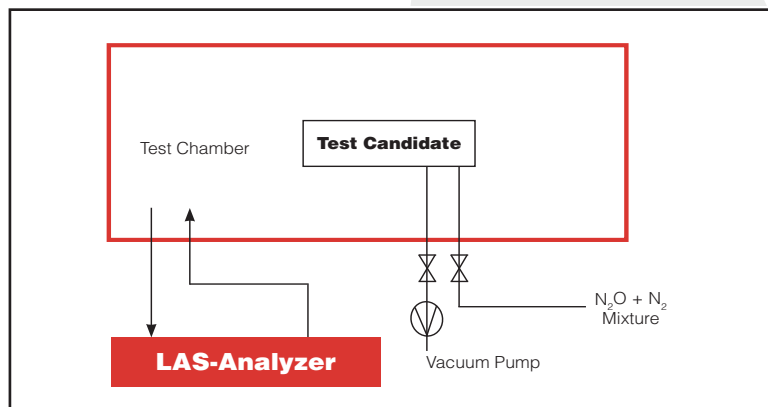 Test Candidate
Test Chamber
N₂O + N₂
Mixture
LAS-Analyzer
Vacuum Pump